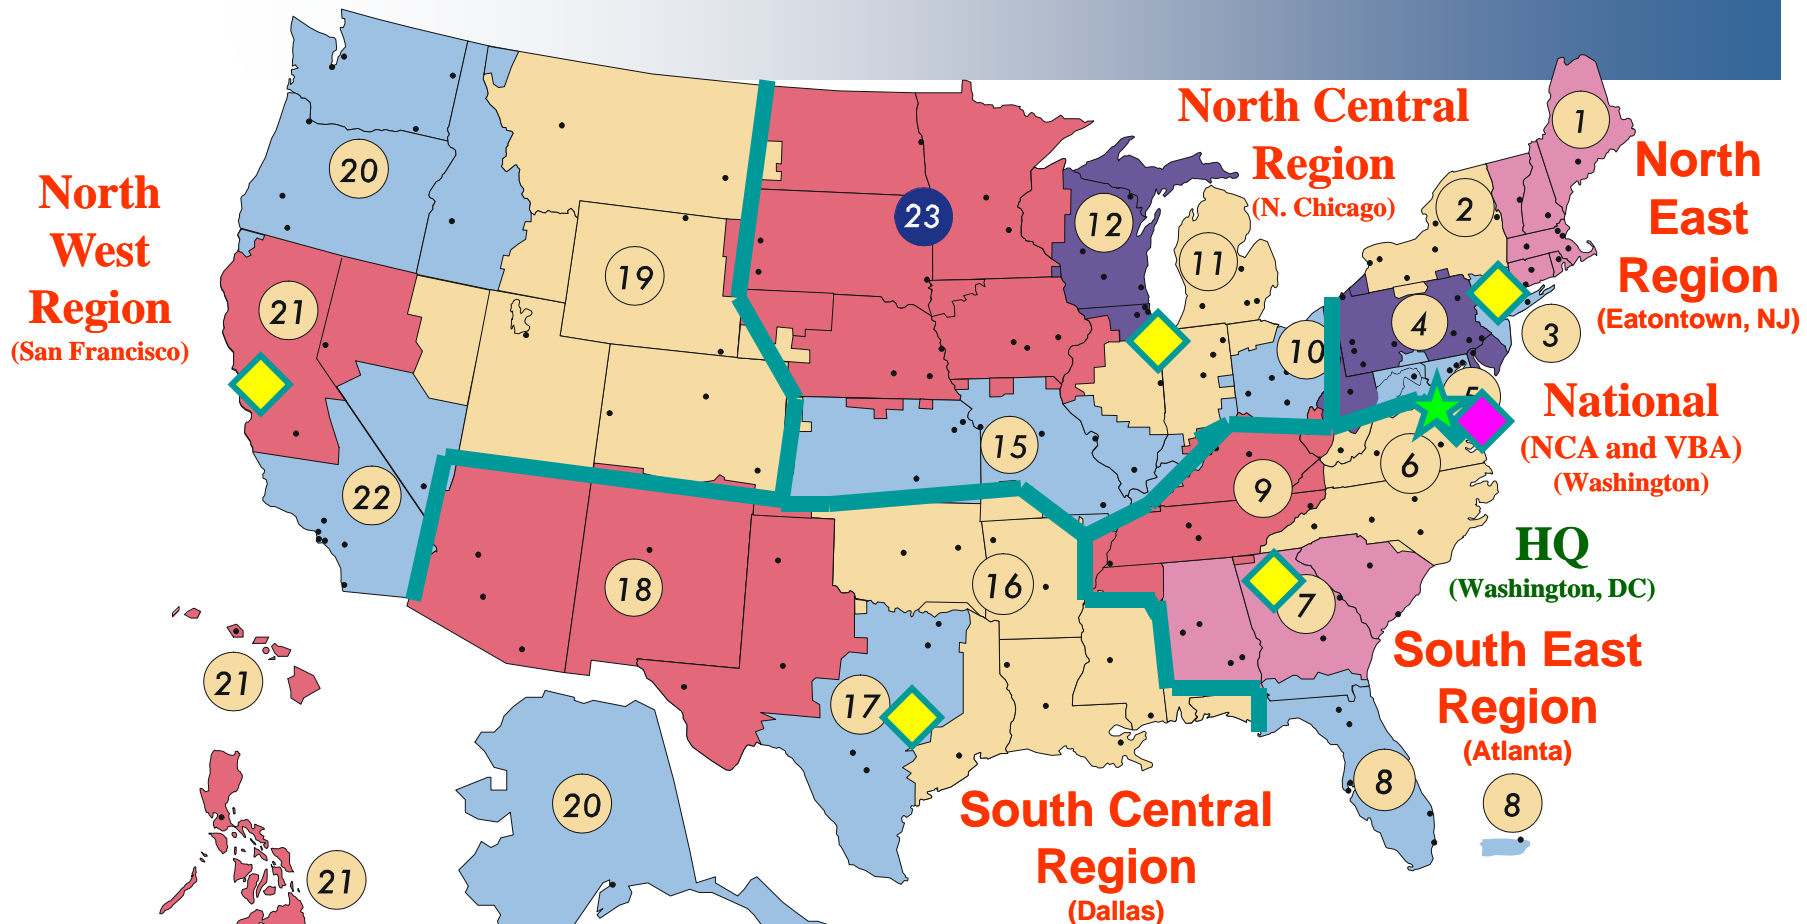 North Central
Region
(N. Chicago)
1
North
East
Region
(Eatontown, NJ)
20
North
West
Region
(San Francisco)
23
12
2
11
19
21
4
3
10
5
National
(NCA and VBA)
(Washington)
15
6
22
9
HQ
(Washington, DC)
18
16
7
South East
Region
(Atlanta)
21
17
8
8
20
South Central
Region
(Dallas)
21